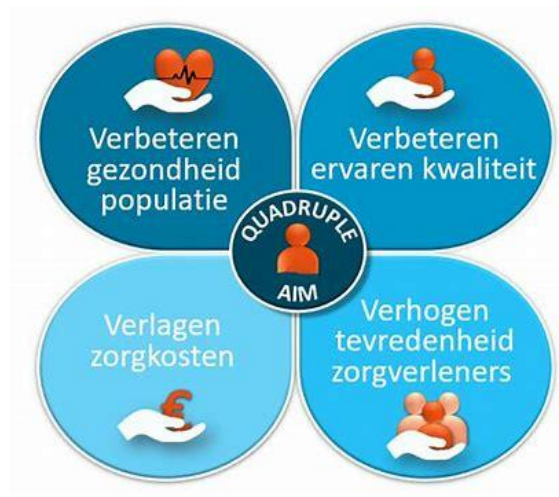 Verbeteren
gezondheid
populatie
Verbeteren
ervaren kwaliteit
QUADRUPLE
AIM
Verlagen
zorgkosten
€
Verhogen
tevredenheid
zorgverleners